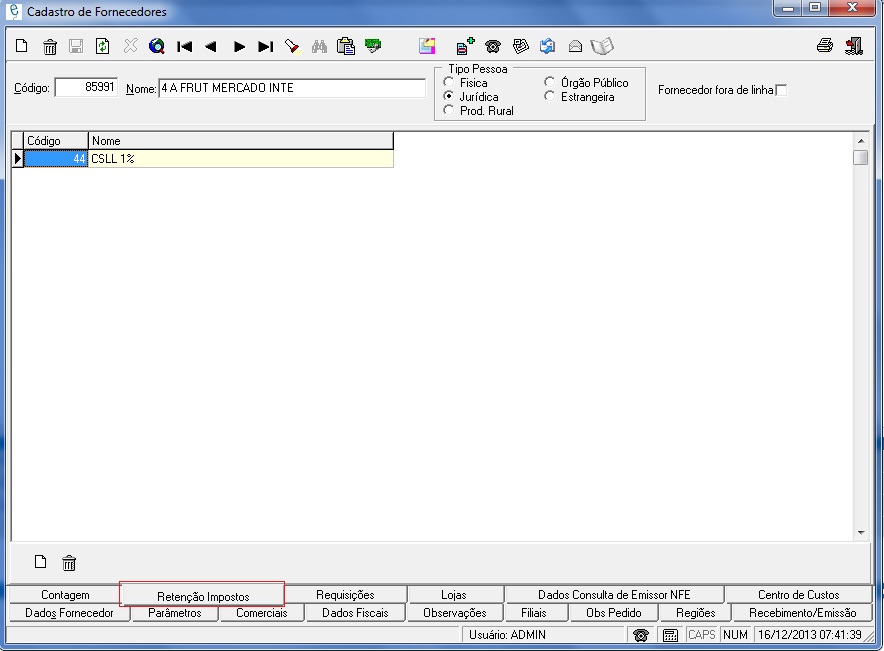 Cadastro de Fornecedores
Código: 85991 Nome: 4 A FRUT MERCADO INTE
Tipo Pessoa
Fisica Órgão Público
Jurídica Estrangeira
Prod. Rural
Fornecedor fora de linha
Código Nome
44 CSLL 1%
Contagem Retenção Impostos Requisições Lojas Dados Consulta de Emissor NFE Centro de Custos
Dados Fornecedor Parâmetros Comerciais Dados Fiscais Observações Filiais Obs Pedido Regiões Recebimento/Emissão
Usuário: ADMIN CAPS NUM 16/12/2013 07:41:39